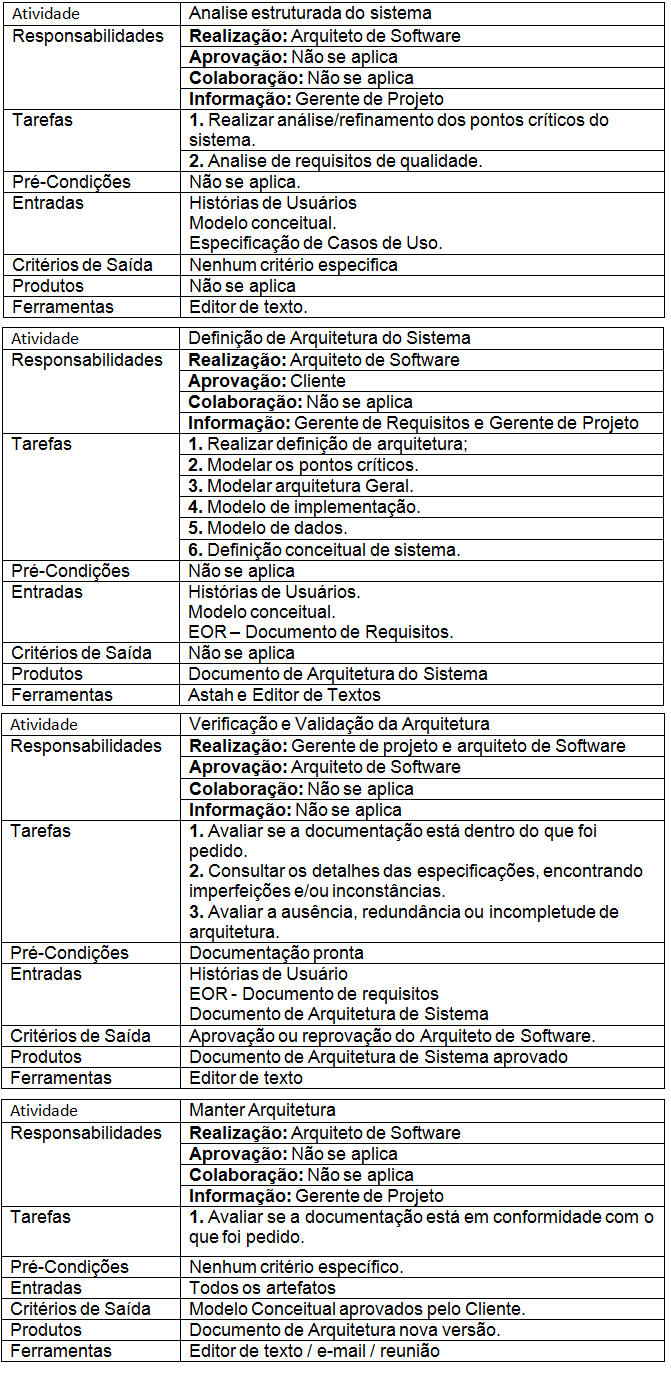 Atividade Analise estruturada do sistema
Responsabilidades Realização: Arquiteto de Software
Aprovação: Não se aplica
Colaboração: Não se aplica
Informação: Gerente de Projeto
Tarefas 1. Realizar análise/refinamento dos pontos críticos do
sistema.
2. Analise de requisitos de qualidade.
Pré-Condições Não se aplica.
Entradas Histórias de Usuários
Modelo conceitual.
Especificação de Casos de Uso.
Critérios de Saída Nenhum critério especifica
Produtos Não se aplica
Ferramentas Editor de texto.
Atividade Definição de Arquitetura do Sistema
Responsabilidades Realização: Arquiteto de Software
Aprovação: Cliente
Colaboração: Não se aplica
Informação: Gerente de Requisitos e Gerente de Projeto
Tarefas 1. Realizar definição de arquitetura;
2. Modelar os pontos críticos.
3. Modelar arquitetura Geral.
4. Modelo de implementação.
5. Modelo de dados.
6. Definição conceitual de sistema.
Pré-Condições Não se aplica
Entradas Histórias de Usuários.
Modelo conceitual.
EOR – Documento de Requisitos.
Critérios de Saída Não se aplica
Produtos Documento de Arquitetura do Sistema
Ferramentas Astah e Editor de Textos
Atividade Verificação e Validação da Arquitetura
Responsabilidades Realização: Gerente de projeto e arquiteto de Software
Aprovação: Arquiteto de Software
Colaboração: Não se aplica
Informação: Não se aplica
Tarefas 1. Avaliar se a documentação está dentro do que foi
pedido.
2. Consultar os detalhes das especificações, encontrando
imperfeições e/ou inconstâncias.
3. Avaliar a ausência, redundância ou incompletude de
arquitetura.
Pré-Condições Documentação pronta
Entradas Histórias de Usuário
EOR - Documento de requisitos
Documento de Arquitetura de Sistema
Critérios de Saída Aprovação ou reprovação do Arquiteto de Software.
Produtos Documento de Arquitetura de Sistema aprovado
Ferramentas Editor de texto
Atividade Manter Arquitetura
Responsabilidades Realização: Arquiteto de Software
Aprovação: Não se aplica
Colaboração: Não se aplica
Informação: Gerente de Projeto
Tarefas 1. Avaliar se a documentação está em conformidade com o
que foi pedido.
Pré-Condições Nenhum critério específico.
Entradas Todos os artefatos
Critérios de Saída Modelo Conceitual aprovados pelo Cliente.
Produtos Documento de Arquitetura nova versão.
Ferramentas Editor de texto / e-mail / reunião